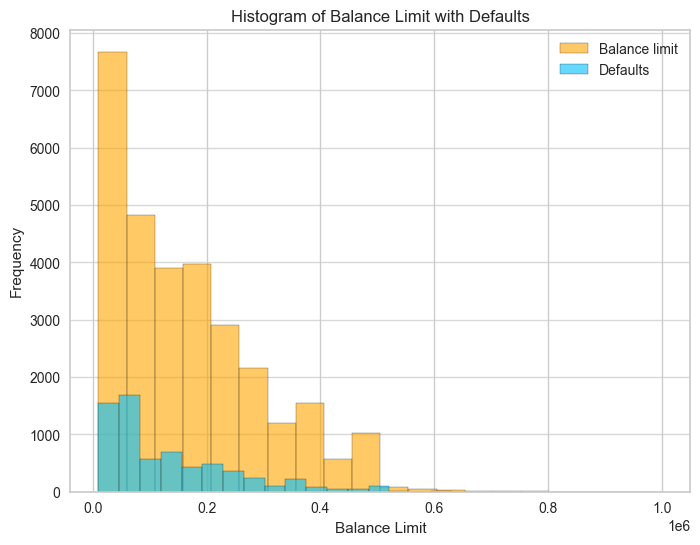 Histogram of Balance Limit with Defaults
8000
7000
6000
5000
4000
3000
2000
1000
0
Frequency
Balance limit
Defaults
0.0 0.2 0.4 0.6 0.8 1.0
1e6
Balance Limit